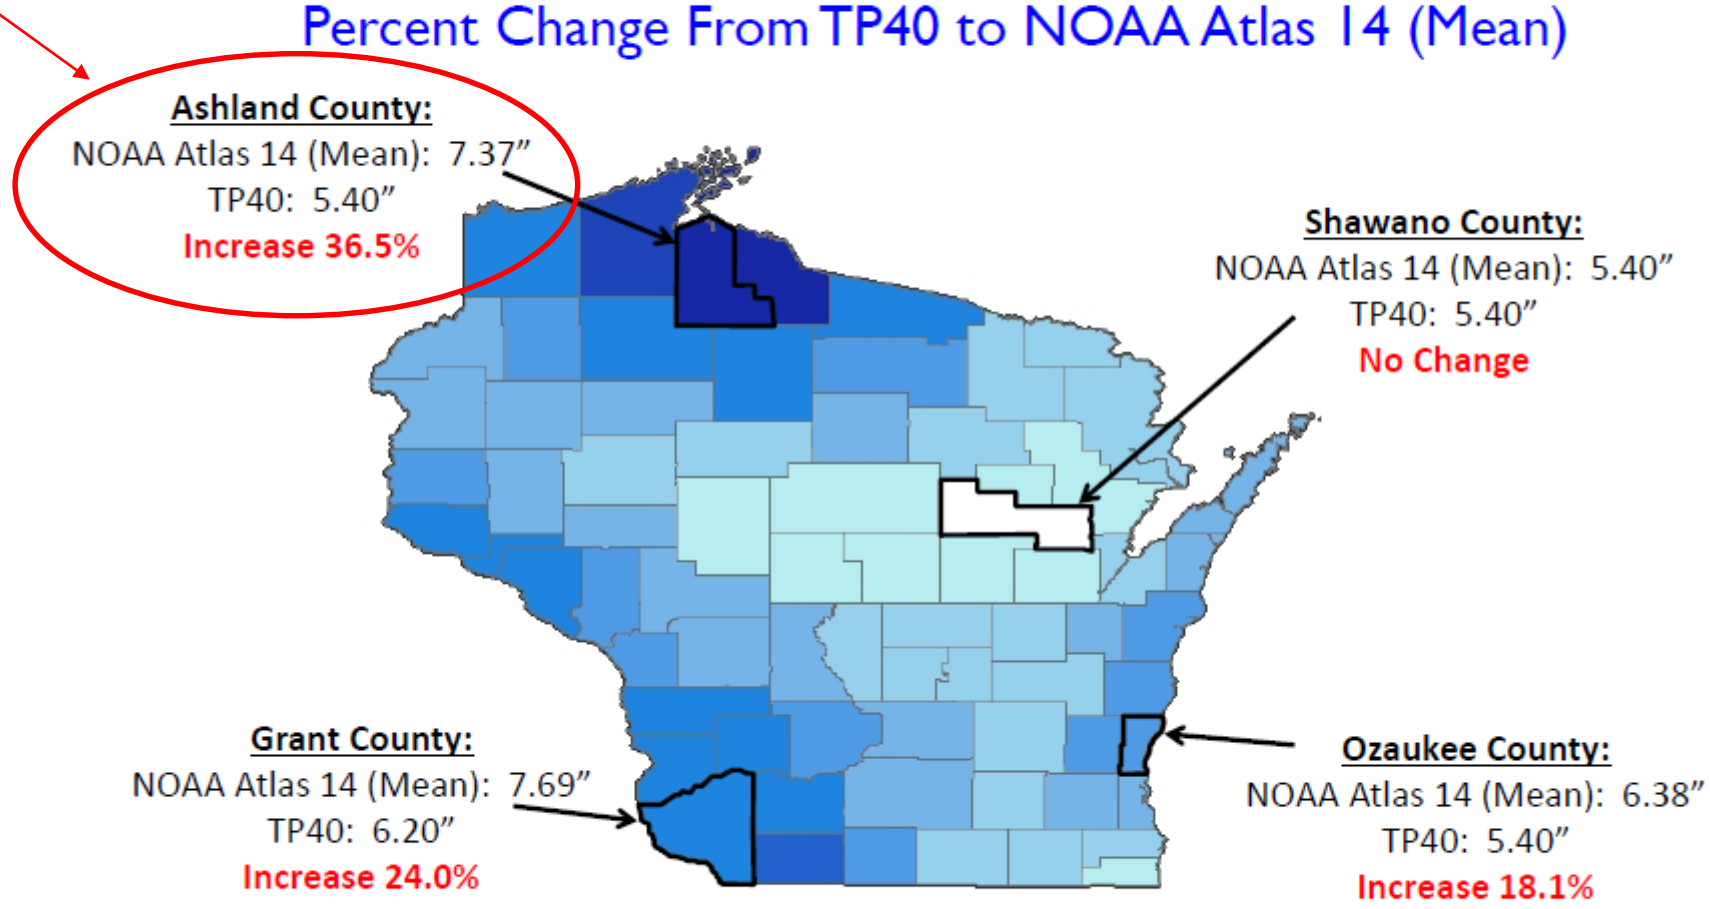 Percent Change From TP40 to NOAA Atlas 14 (Mean)
Ashland County:
NOAA Atlas 14 (Mean):  7.37”
TP40:  5.40”
Increase 36.5%
Shawano County:
NOAA Atlas 14 (Mean):  5.40”
TP40:  5.40”
No Change
Grant County:
NOAA Atlas 14 (Mean):  7.69”
TP40:  6.20”
Increase 24.0%
Ozaukee County:
NOAA Atlas 14 (Mean):  6.38”
TP40:  5.40”
Increase 18.1%